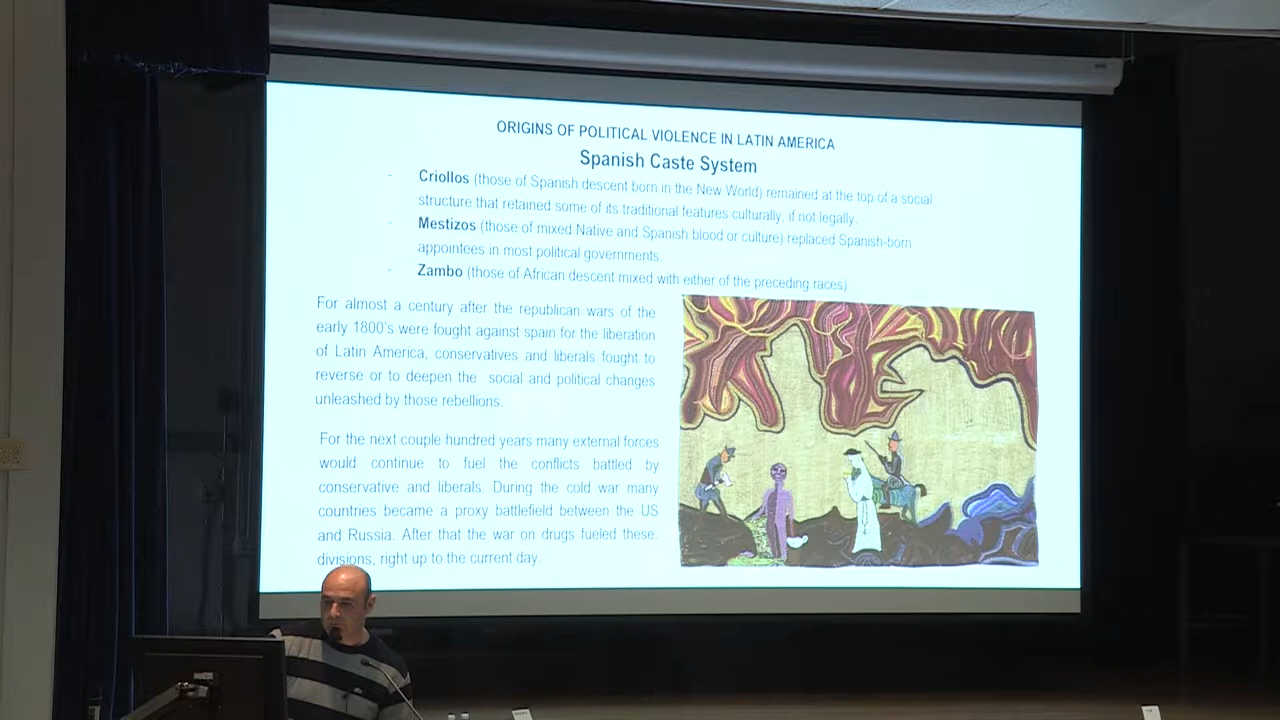 ORIGINS OF POLITICAL VIOLENCE IN LATIN AMERICA
Spanish Caste System
- Criollos (those of Spanish descent born in the New World) remained at the top of a social
structure that retained some of its traditional features culturally, if not legally.
- Mestizos (those of mixed Native and Spanish blood or culture) replaced Spanish-born
appointees in most political governments.
- Zambo (those of African descent mixed with either of the preceding races)
For almost a century after the republican wars of the
early 1800's were fought against spain for the liberation
of Latin America, conservatives and liberals fought to
reverse or to deepen the social and political changes
unleashed by those rebellions.
For the next couple hundred years many external forces
would continue to fuel the conflicts battled by
conservative and liberals. During the cold war many
countries became a proxy battlefield between the US
and Russia. After that the war on drugs fueled these
divisions, right up to the current day.